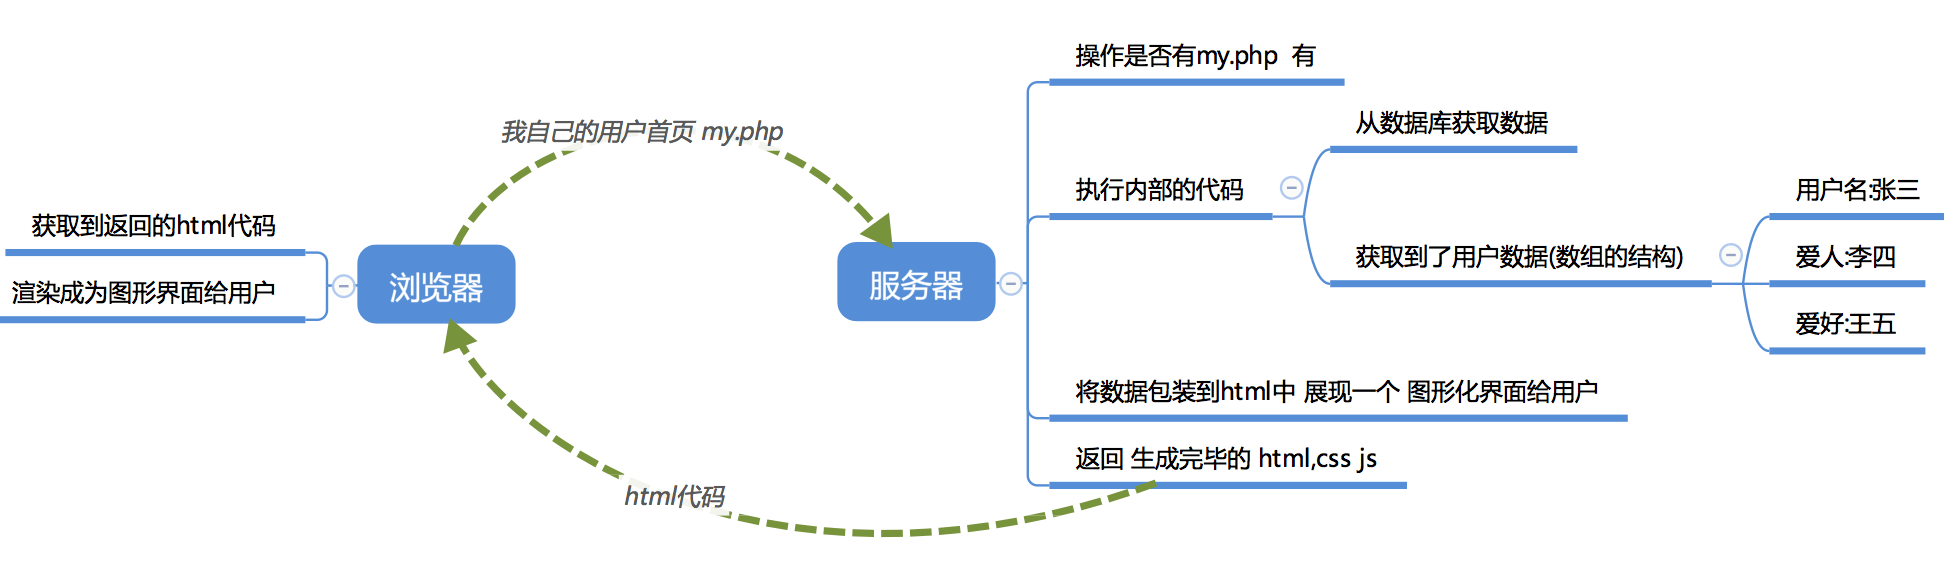 操作是否有my.php 有
我自己的用户首页 my.php
从数据库获取数据
执行内部的代码
用户名:张三
获取到返回的html代码
获取到了用户数据(数组的结构)
爱人:李四
浏览器
服务器
渲染成为图形界面给用户
爱好:王五
将数据包装到html中 展现一个 图形化界面给用户
返回 生成完毕的 html,css js
html代码